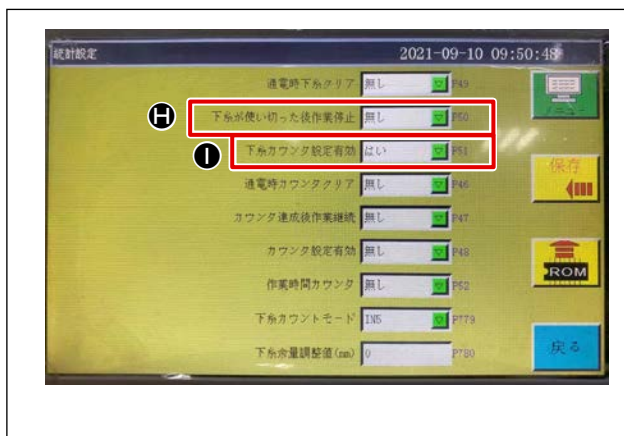 統計設定 2021-09-10 09:50:48
通電時下糸クリア 無し P49
メニュー
H 下糸が使い切った後作業停止 無し P50
I 下糸カウンタ設定有効 はい P51
保存
通電時カウンタクリア 無し P46
カウンタ達成後作業継続 無し P47
カウンタ設定有効 無し P48
ROM
作業時間カウンタ 無し P52
下糸カウントモード IN5 P779
下糸余量調整値(mm) 0 P780
戻る